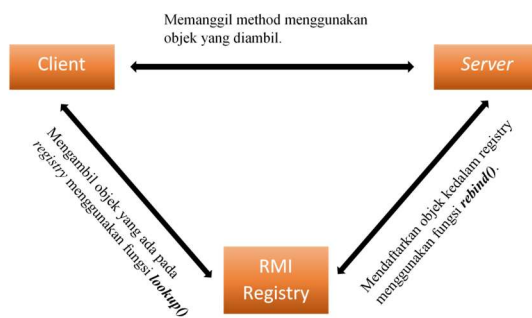 Memanggil method menggunakan
objek yang diambil.
Client
Server
Mengambil objek yang ada pada
registry menggunakan fungsi lookup()
Mendaftarkan objek kedalam registry
menggunakan fungsi rebind().
RMI
Registry